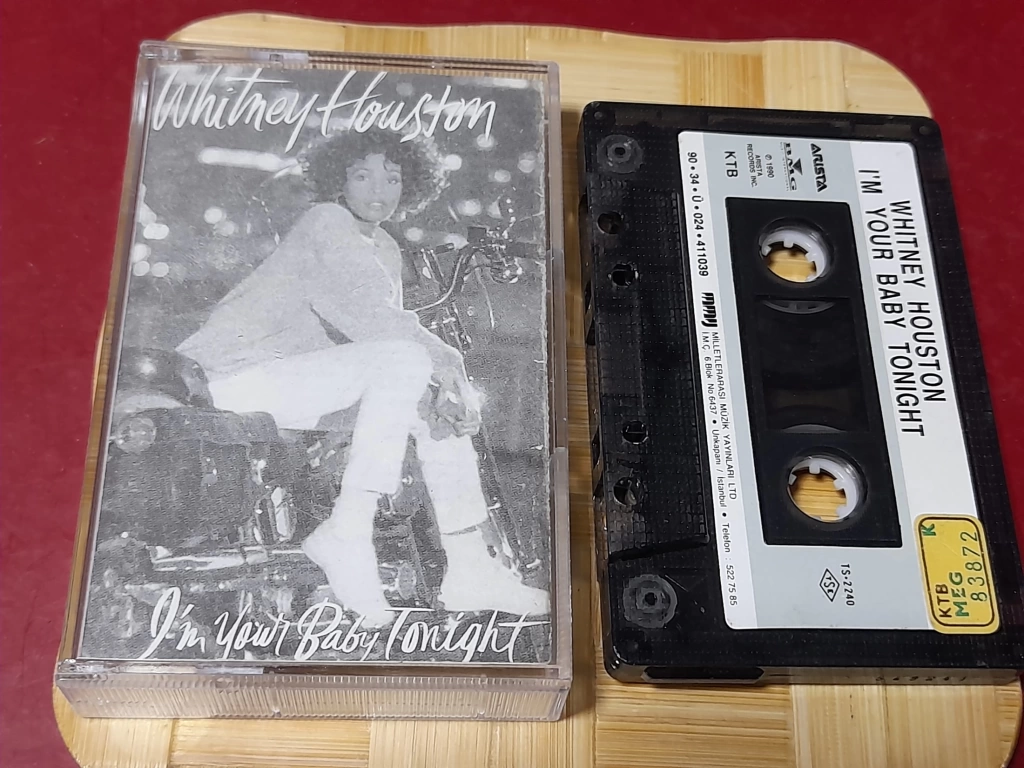 Whitney Houston
I'm Your Baby Tonight
WHITNEY HOUSTON
I'M YOUR BABY TONIGHT
ARISTA
BMG
℗ 1990
ARISTA
RECORDS INC.
KTB
90 • 34 • Ü • 024 • 411039
MİLLETLERARASI MÜZİK YAYINLARI LTD
İ.M.Ç. 6.Blok No:6437 • Unkapanı / İstanbul • Telefon : 522 75 85
TS-2240
TSE
K
KTB
MEG
83872